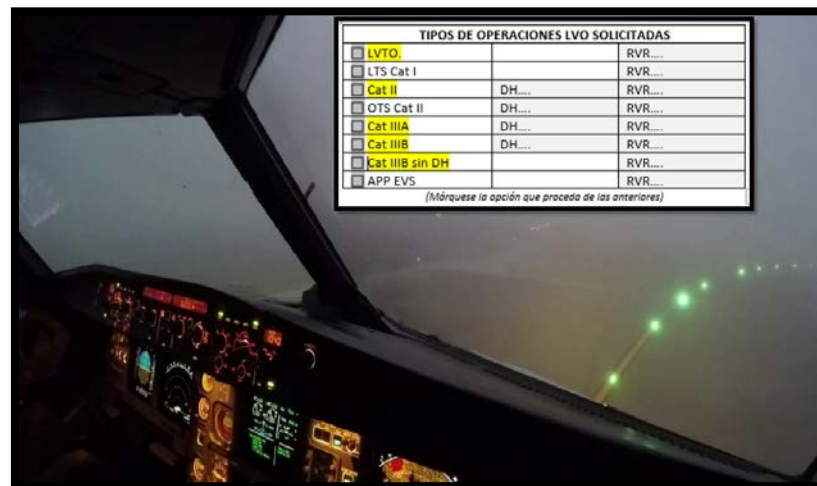 TIPOS DE OPERACIONES LVO SOLICITADAS
LVTO. RVR....
LTS Cat I RVR....
Cat II DH.... RVR....
OTS Cat II DH.... RVR....
Cat IIIA DH.... RVR....
Cat IIIB DH.... RVR....
Cat IIIB sin DH RVR....
APP EVS RVR....
(Márquese la opción que proceda de las anteriores)